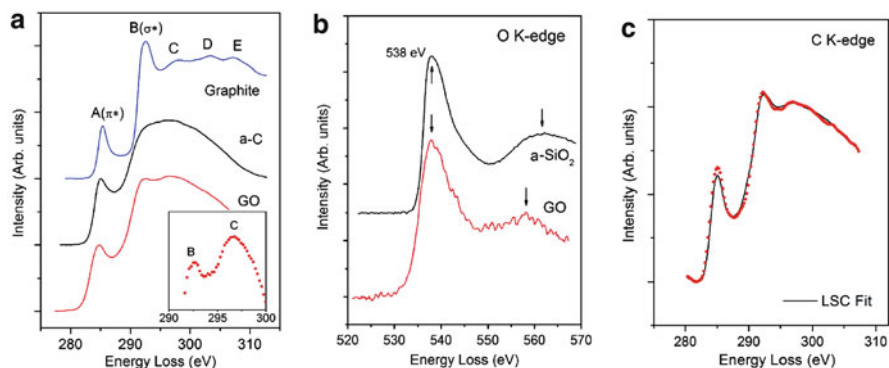 a
B(σ*)
C
D
E
A(π*)
Graphite
a-C
GO
B
C
290
295
300
280
290
300
310
Energy Loss (eV)
Intensity (Arb. units)
b
O K-edge
538 eV
a-SiO₂
GO
520
530
540
550
560
570
Energy Loss (eV)
Intensity (Arb. units)
c
C K-edge
LSC Fit
280
290
300
310
Energy Loss (eV)
Intensity (Arb. units)